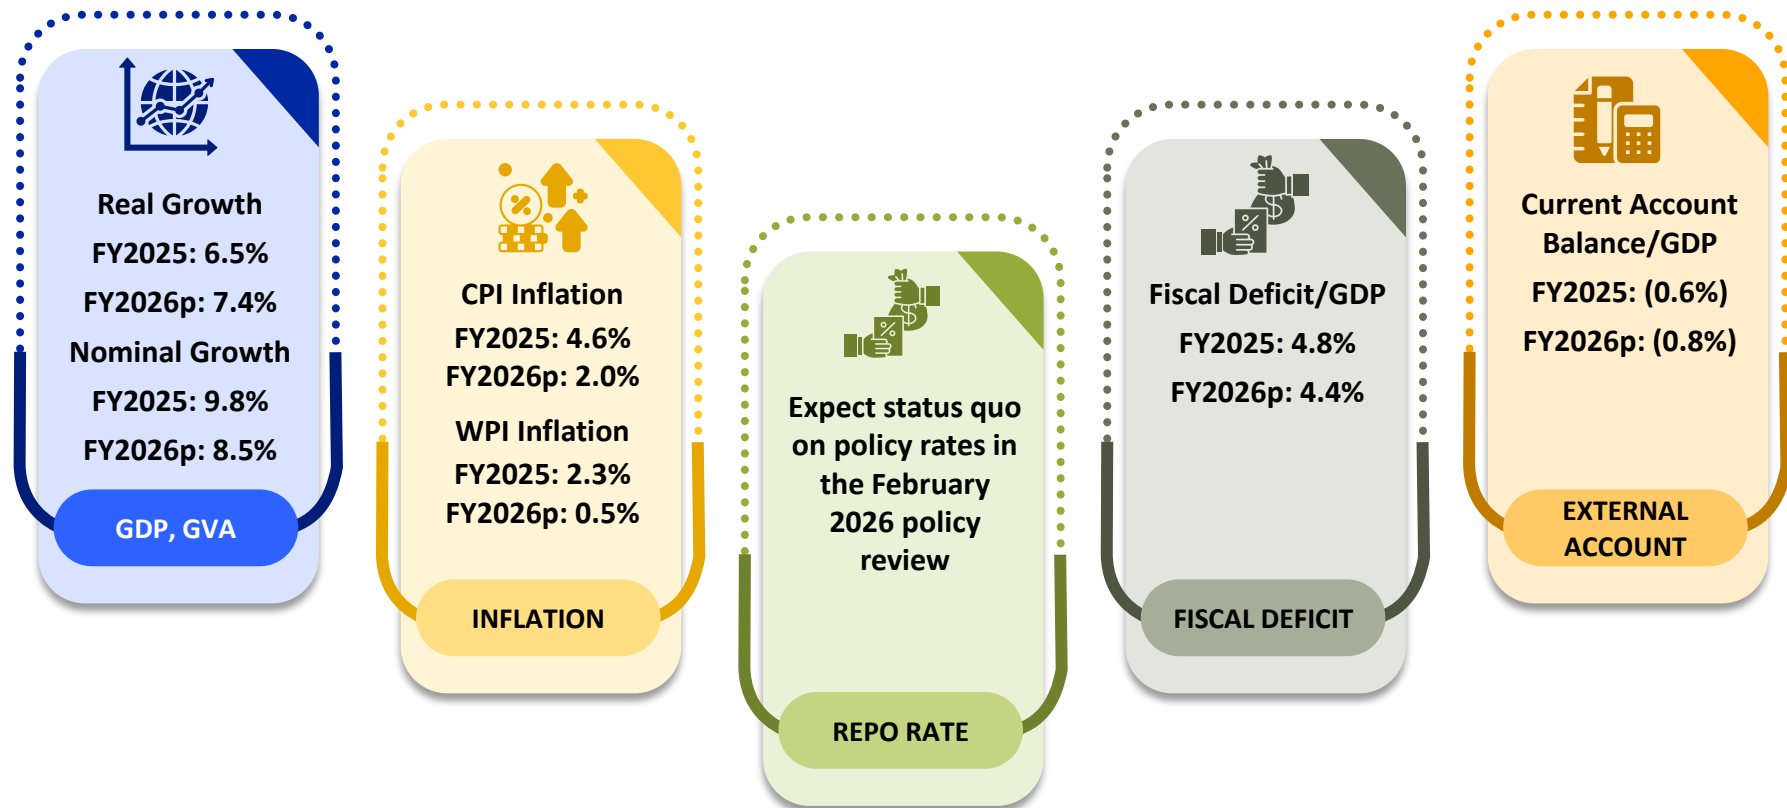 Real Growth
FY2025: 6.5%
FY2026p: 7.4%
Nominal Growth
FY2025: 9.8%
FY2026p: 8.5%
GDP, GVA
CPI Inflation
FY2025: 4.6%
FY2026p: 2.0%
WPI Inflation
FY2025: 2.3%
FY2026p: 0.5%
INFLATION
Expect status quo
on policy rates in
the February
2026 policy
review
REPO RATE
Fiscal Deficit/GDP
FY2025: 4.8%
FY2026p: 4.4%
FISCAL DEFICIT
Current Account
Balance/GDP
FY2025: (0.6%)
FY2026p: (0.8%)
EXTERNAL
ACCOUNT